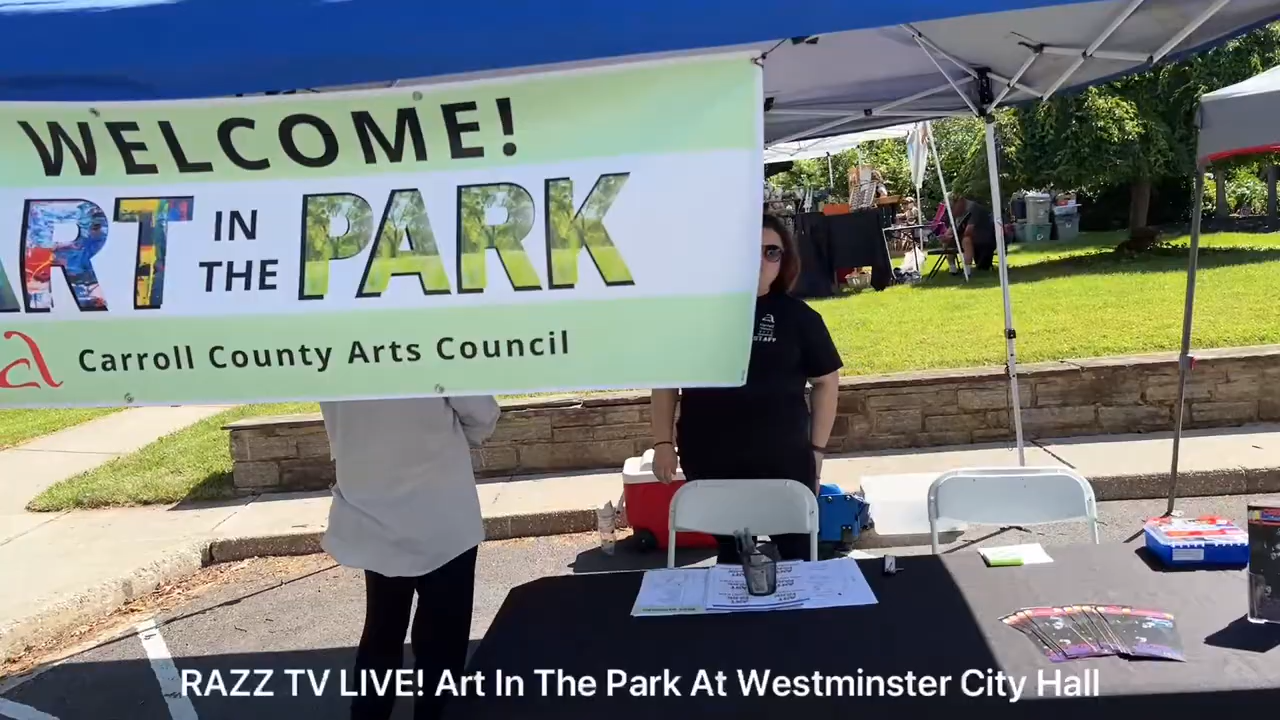 WELCOME!
ART IN THE PARK
a Carroll County Arts Council
STAFF
RAZZ TV LIVE! Art In The Park At Westminster City Hall